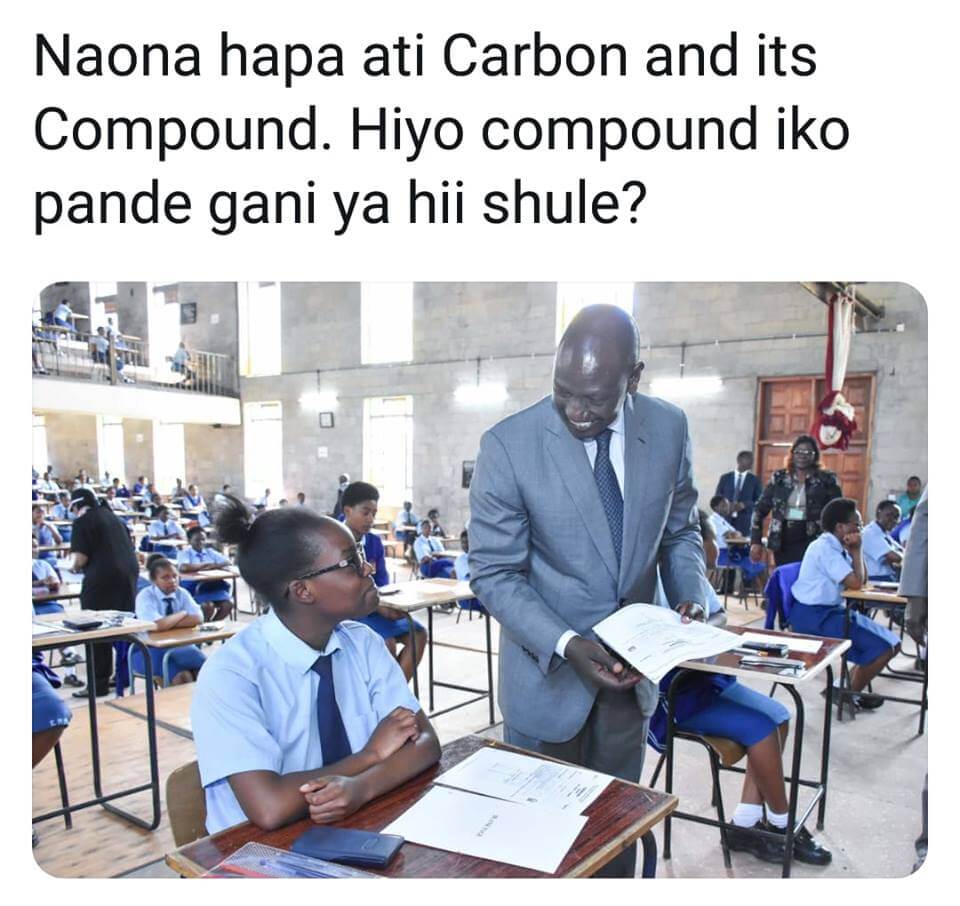 Naona hapa ati Carbon and its
Compound. Hiyo compound iko
pande gani ya hii shule?